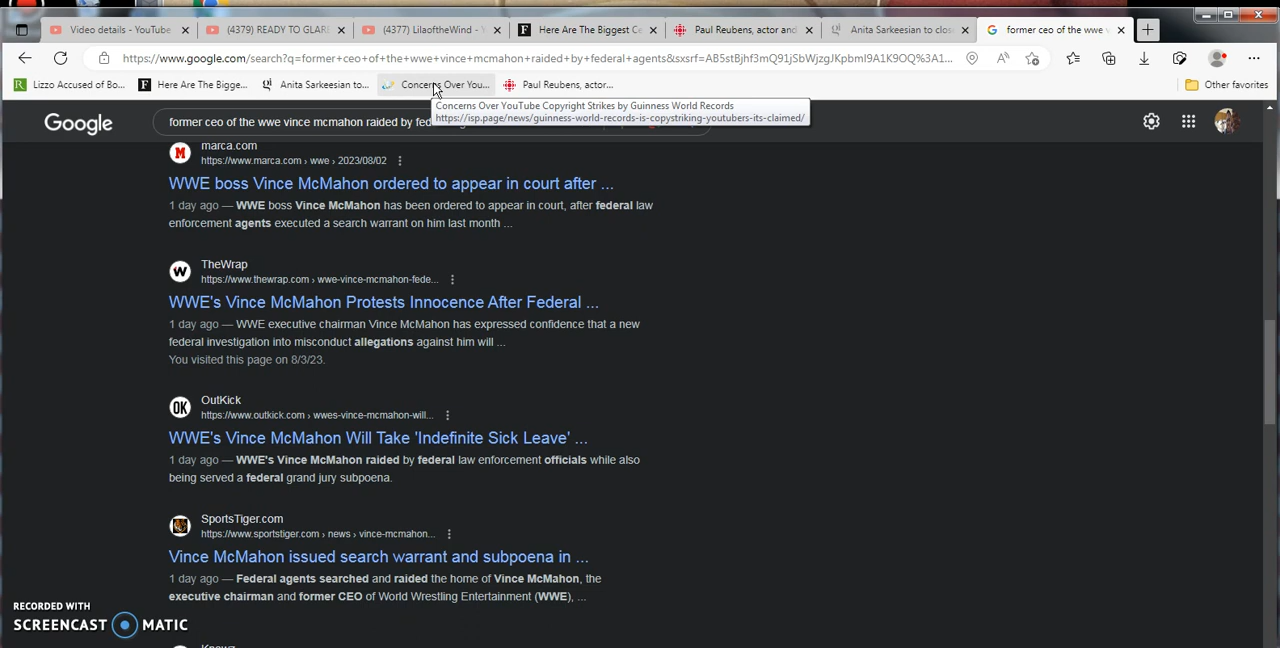 Video details - YouTube
(4379) READY TO GLARE
(4377) LilaoftheWind - Y
Here Are The Biggest Ce
Paul Reubens, actor and
Anita Sarkeesian to clos
former ceo of the wwe v
https://www.google.com/search?q=former+ceo+of+the+wwe+vince+mcmahon+raided+by+federal+agents&sxsrf=AB5stBjhf3mQ91jSbWjzgJKpbmI9A1K9OQ%3A1...
Lizzo Accused of Bo...
Here Are The Bigge...
Anita Sarkeesian to...
Concerns Over You...
Paul Reubens, actor...
Other favorites
Concerns Over YouTube Copyright Strikes by Guinness World Records
https://isp.page/news/guinness-world-records-is-copystriking-youtubers-its-claimed/
Google
former ceo of the wwe vince mcmahon raided by fed
marca.com
https://www.marca.com › wwe › 2023/08/02
WWE boss Vince McMahon ordered to appear in court after ...
1 day ago — WWE boss Vince McMahon has been ordered to appear in court, after federal law
enforcement agents executed a search warrant on him last month ...
TheWrap
https://www.thewrap.com › wwe-vince-mcmahon-fede...
WWE's Vince McMahon Protests Innocence After Federal ...
1 day ago — WWE executive chairman Vince McMahon has expressed confidence that a new
federal investigation into misconduct allegations against him will ...
You visited this page on 8/3/23.
OutKick
https://www.outkick.com › wwes-vince-mcmahon-will...
WWE's Vince McMahon Will Take 'Indefinite Sick Leave' ...
1 day ago — WWE's Vince McMahon raided by federal law enforcement officials while also
being served a federal grand jury subpoena.
SportsTiger.com
https://www.sportstiger.com › news › vince-mcmahon...
Vince McMahon issued search warrant and subpoena in ...
1 day ago — Federal agents searched and raided the home of Vince McMahon, the
executive chairman and former CEO of World Wrestling Entertainment (WWE), ...
RECORDED WITH
SCREENCAST MATIC